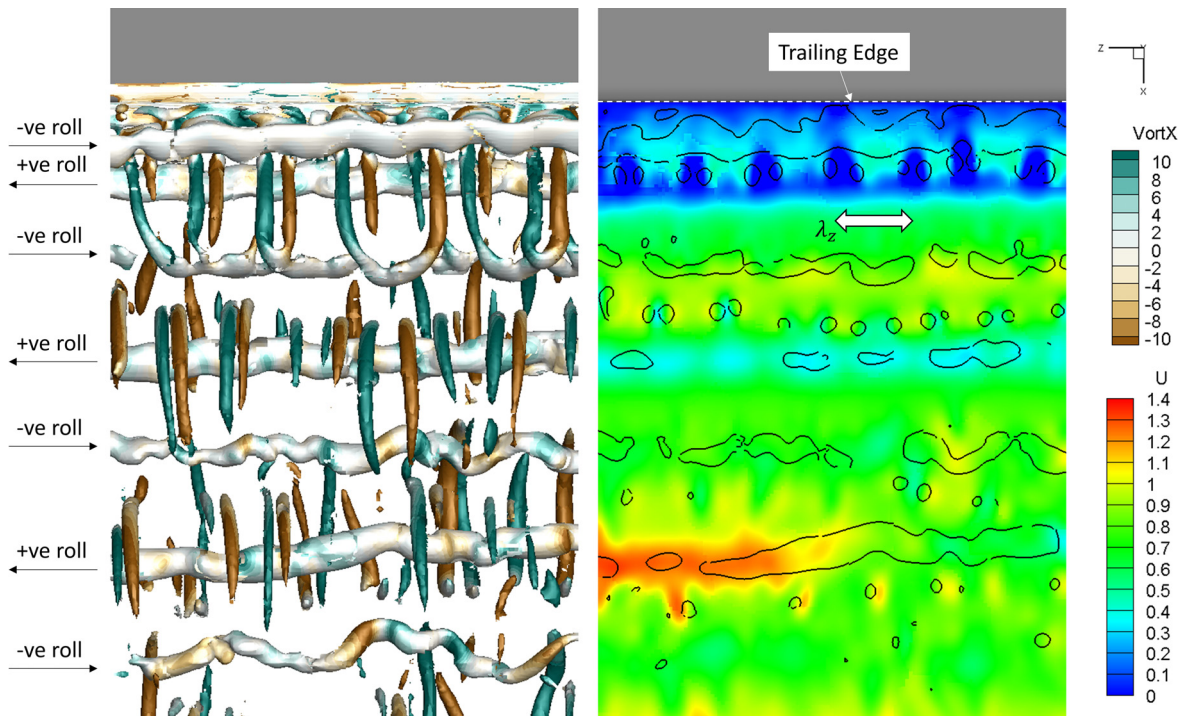 Trailing Edge
-ve roll
+ve roll
-ve roll
+ve roll
-ve roll
+ve roll
-ve roll
λz
z
x
VortX
10
8
6
4
2
0
-2
-4
-6
-8
-10
U
1.4
1.3
1.2
1.1
1
0.9
0.8
0.7
0.6
0.5
0.4
0.3
0.2
0.1
0